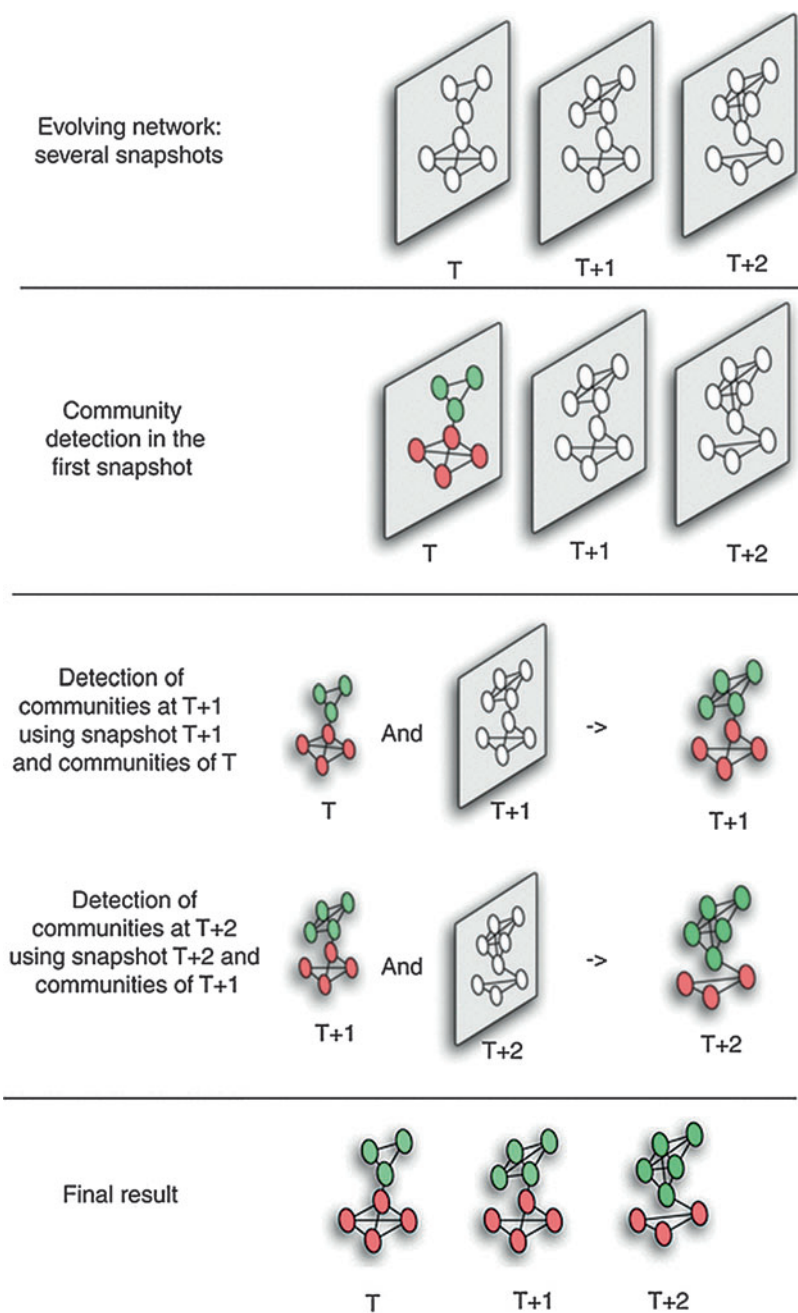 Evolving network:
several snapshots
T
T+1
T+2
Community
detection in the
first snapshot
T
T+1
T+2
Detection of
communities at T+1
using snapshot T+1
and communities of T
And
->
T
T+1
T+1
Detection of
communities at T+2
using snapshot T+2 and
communities of T+1
And
->
T+1
T+2
T+2
Final result
T
T+1
T+2